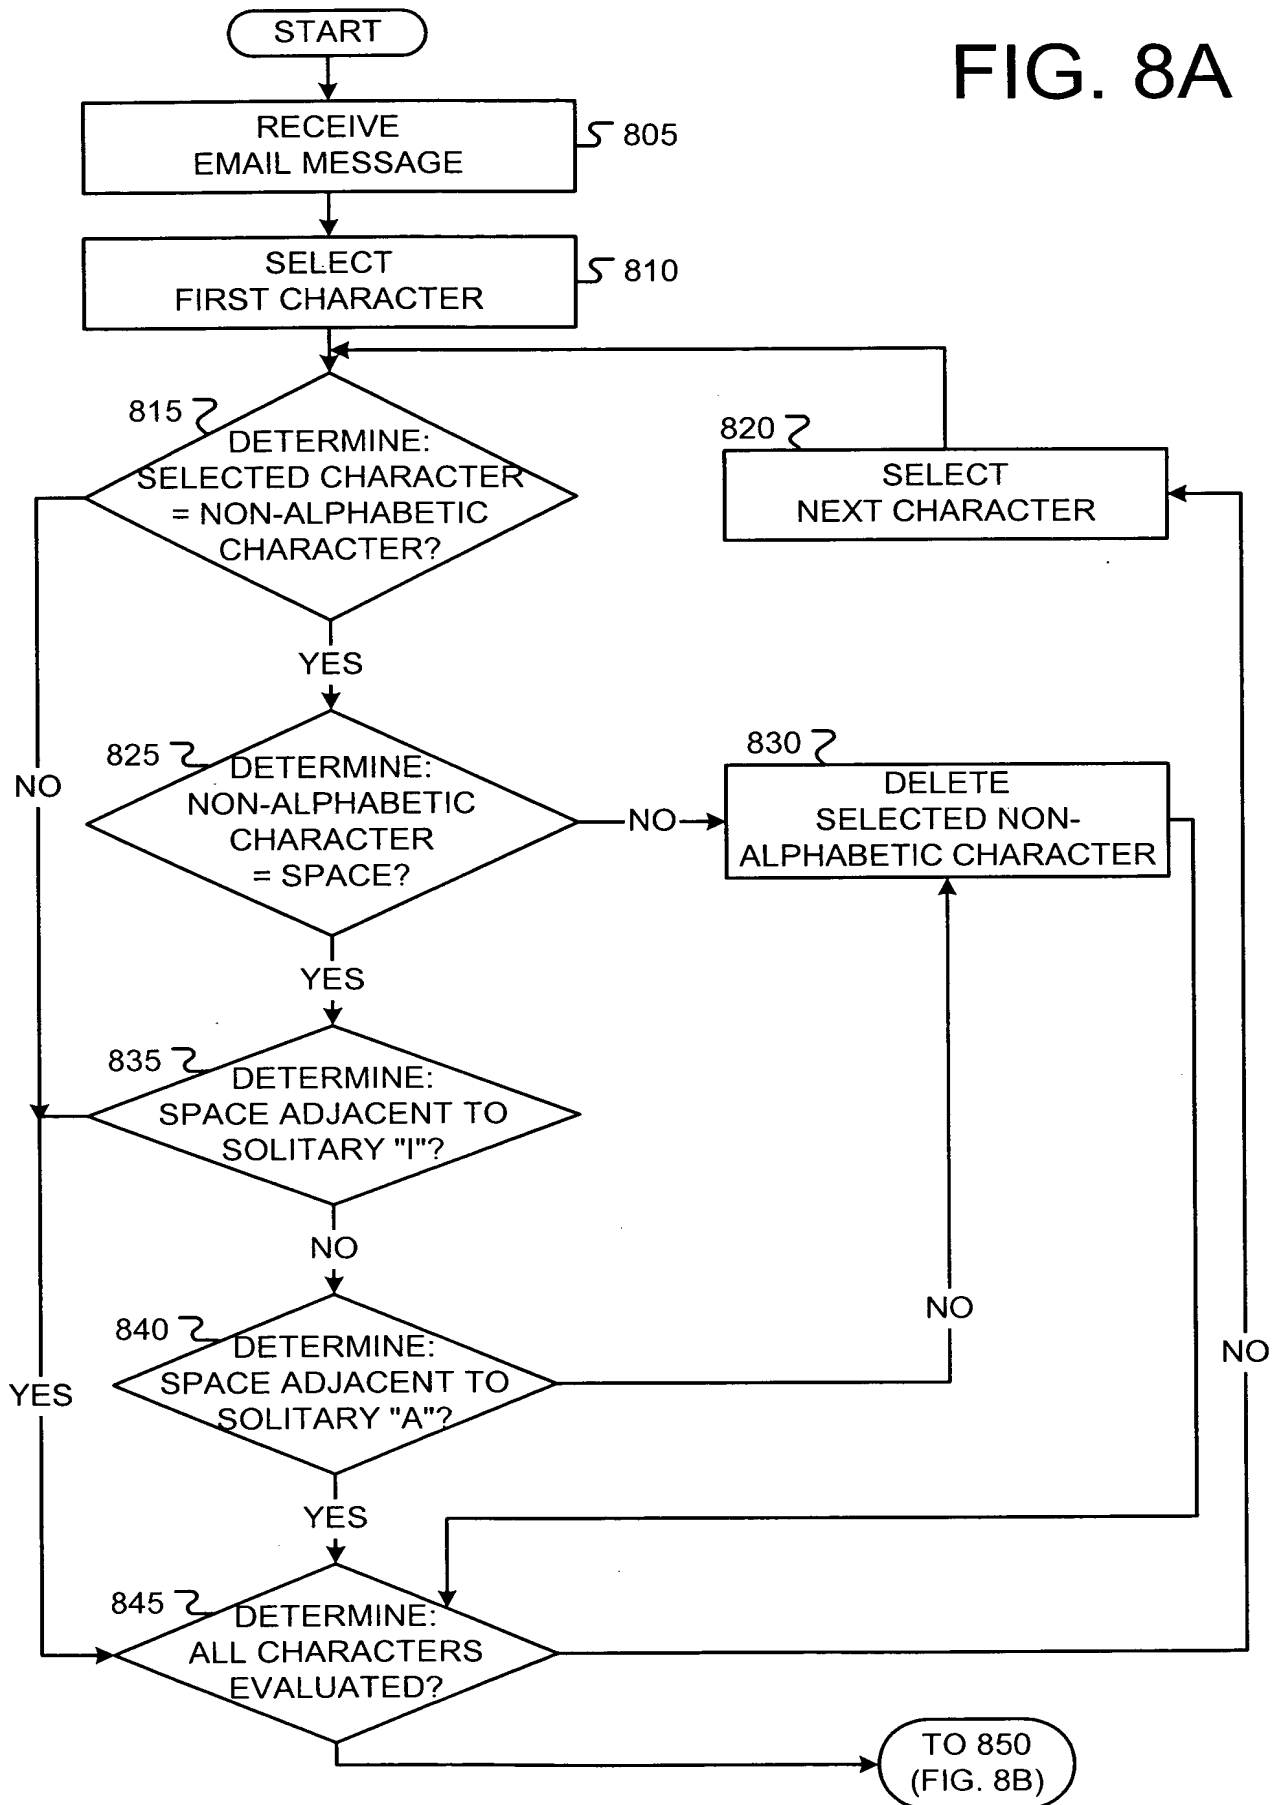 START
FIG. 8A
RECEIVE
EMAIL MESSAGE
805
SELECT
FIRST CHARACTER
810
815
DETERMINE:
SELECTED CHARACTER
= NON-ALPHABETIC
CHARACTER?
820
SELECT
NEXT CHARACTER
YES
825
DETERMINE:
NON-ALPHABETIC
CHARACTER
= SPACE?
NO
NO
830
DELETE
SELECTED NON-
ALPHABETIC CHARACTER
YES
835
DETERMINE:
SPACE ADJACENT TO
SOLITARY "I"?
NO
840
DETERMINE:
SPACE ADJACENT TO
SOLITARY "A"?
NO
NO
YES
YES
845
DETERMINE:
ALL CHARACTERS
EVALUATED?
TO 850
(FIG. 8B)